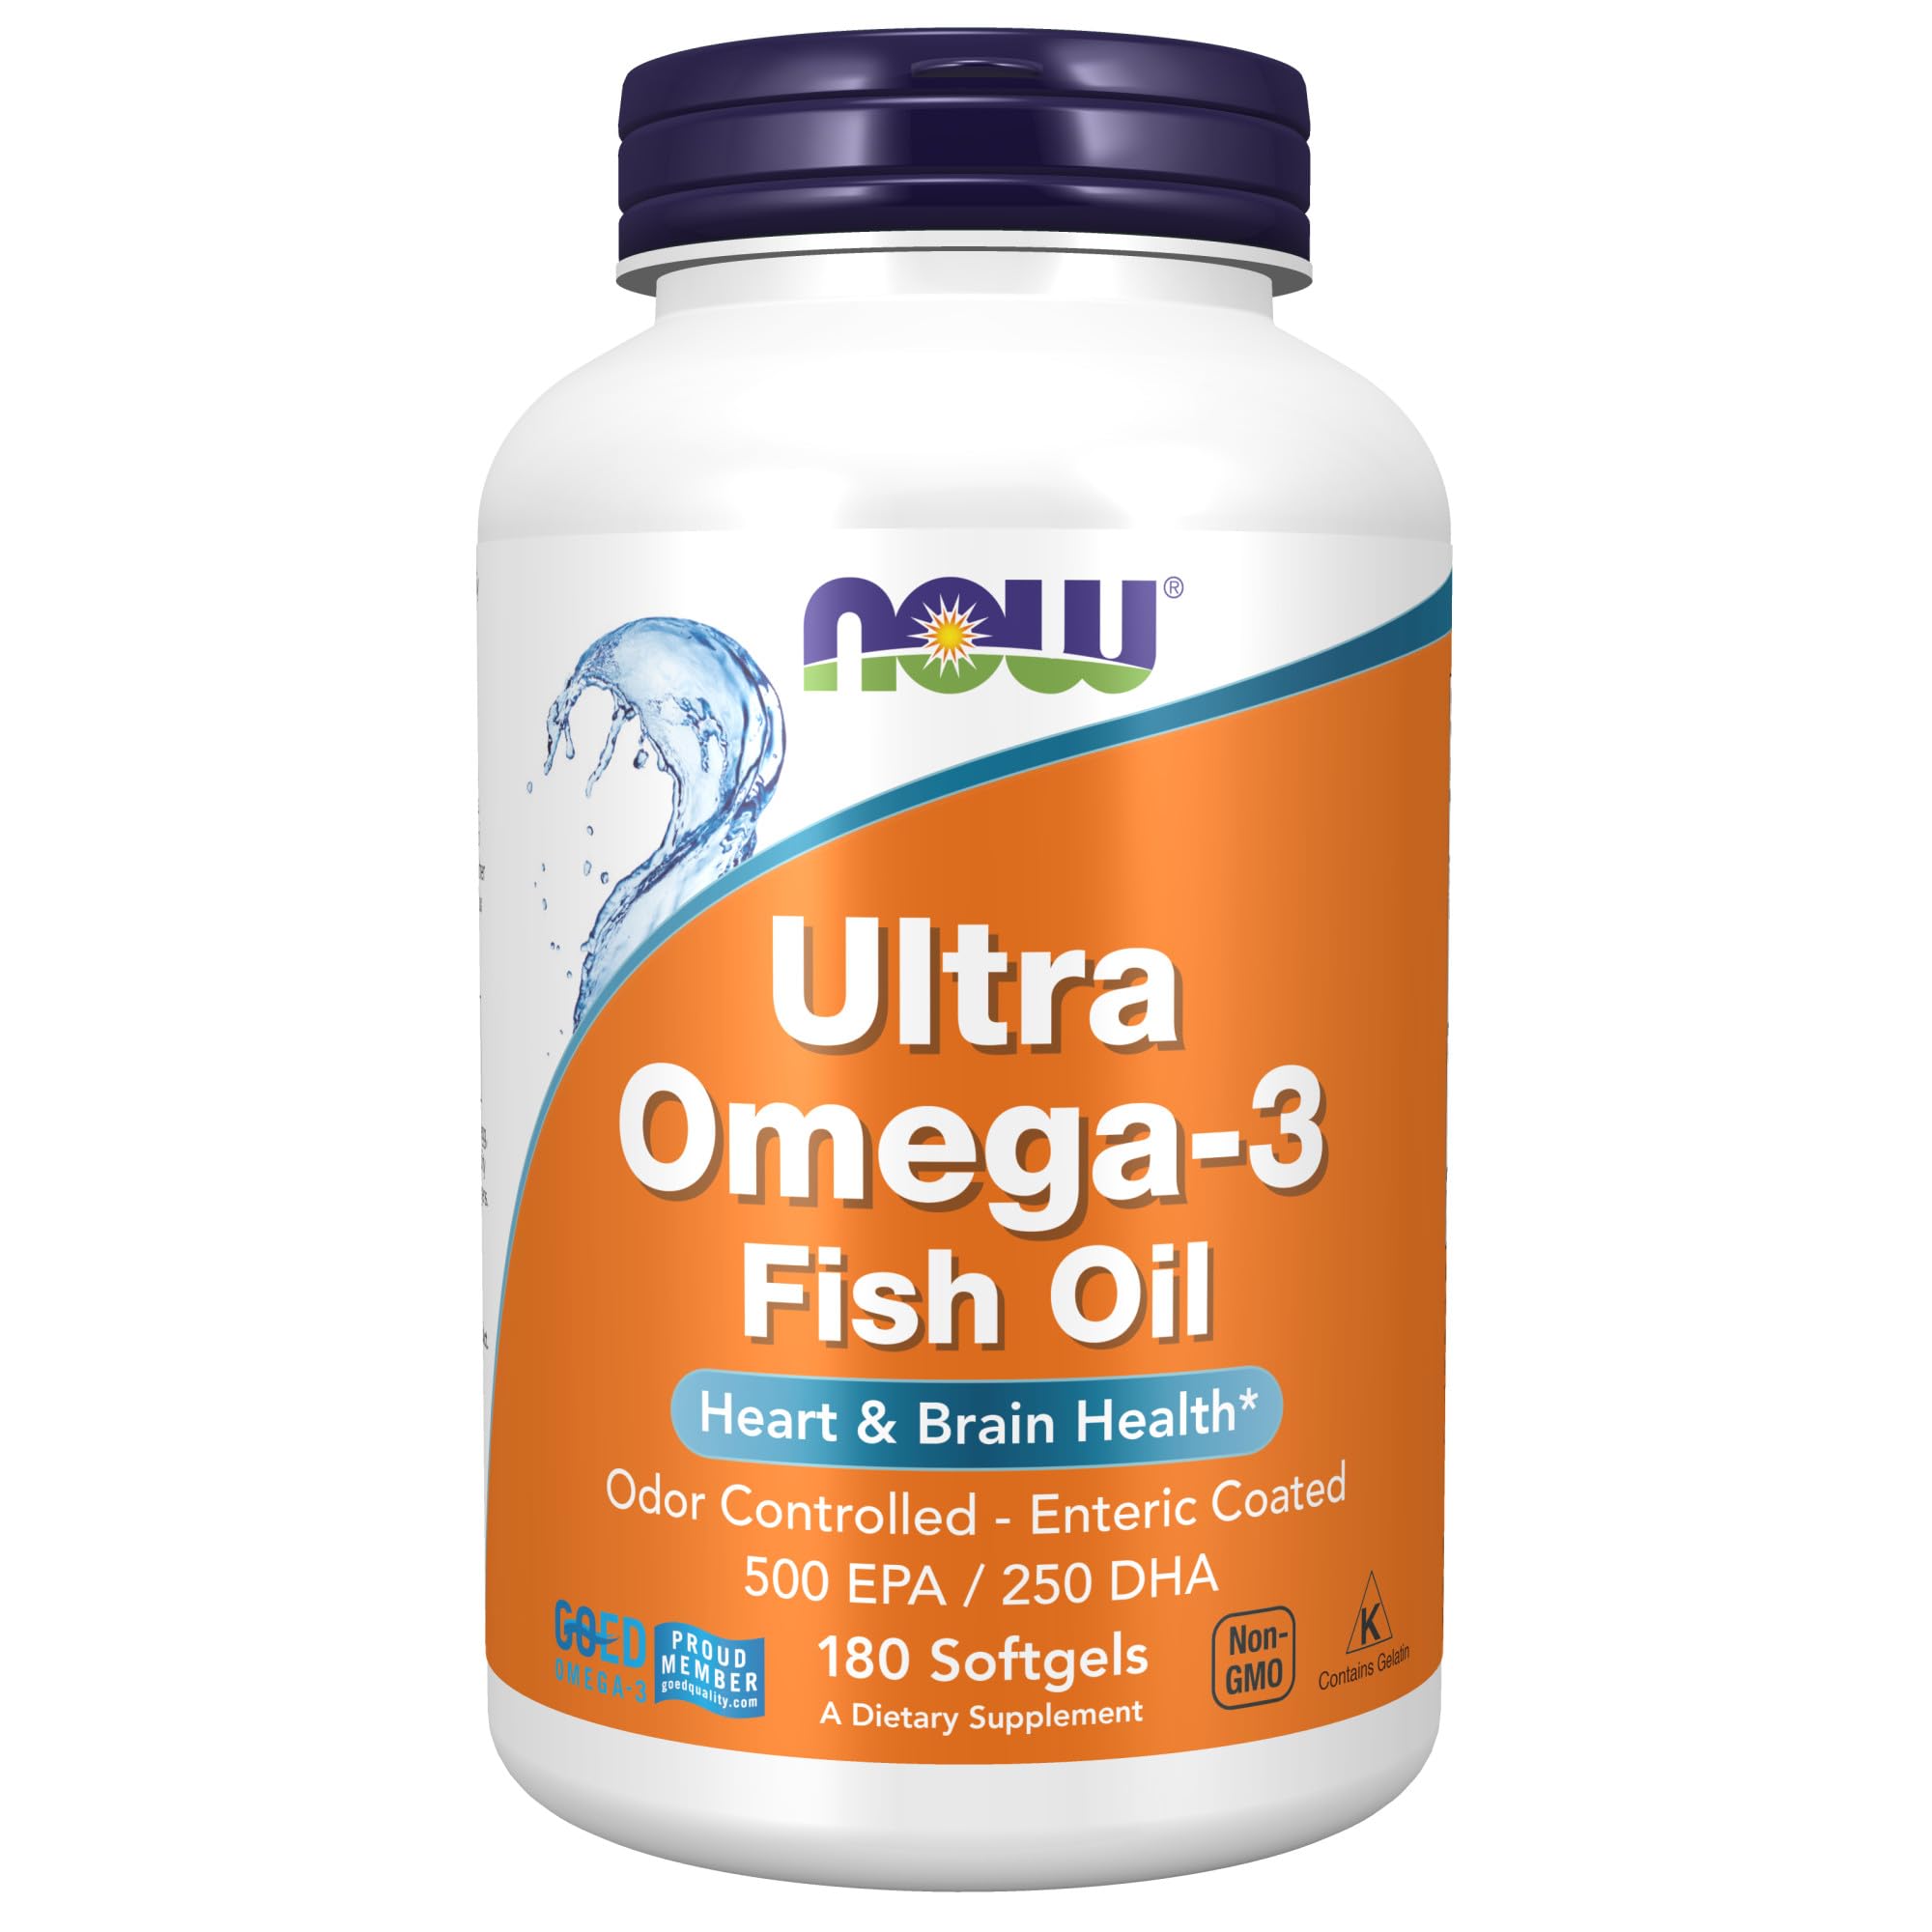 now®
Ultra
Omega-3
Fish Oil
Heart & Brain Health*
Odor Controlled - Enteric Coated
500 EPA / 250 DHA
180 Softgels
A Dietary Supplement
GOED
OMEGA-3
PROUD
MEMBER
goedquality.com
Non-
GMO
K
Contains Gelatin